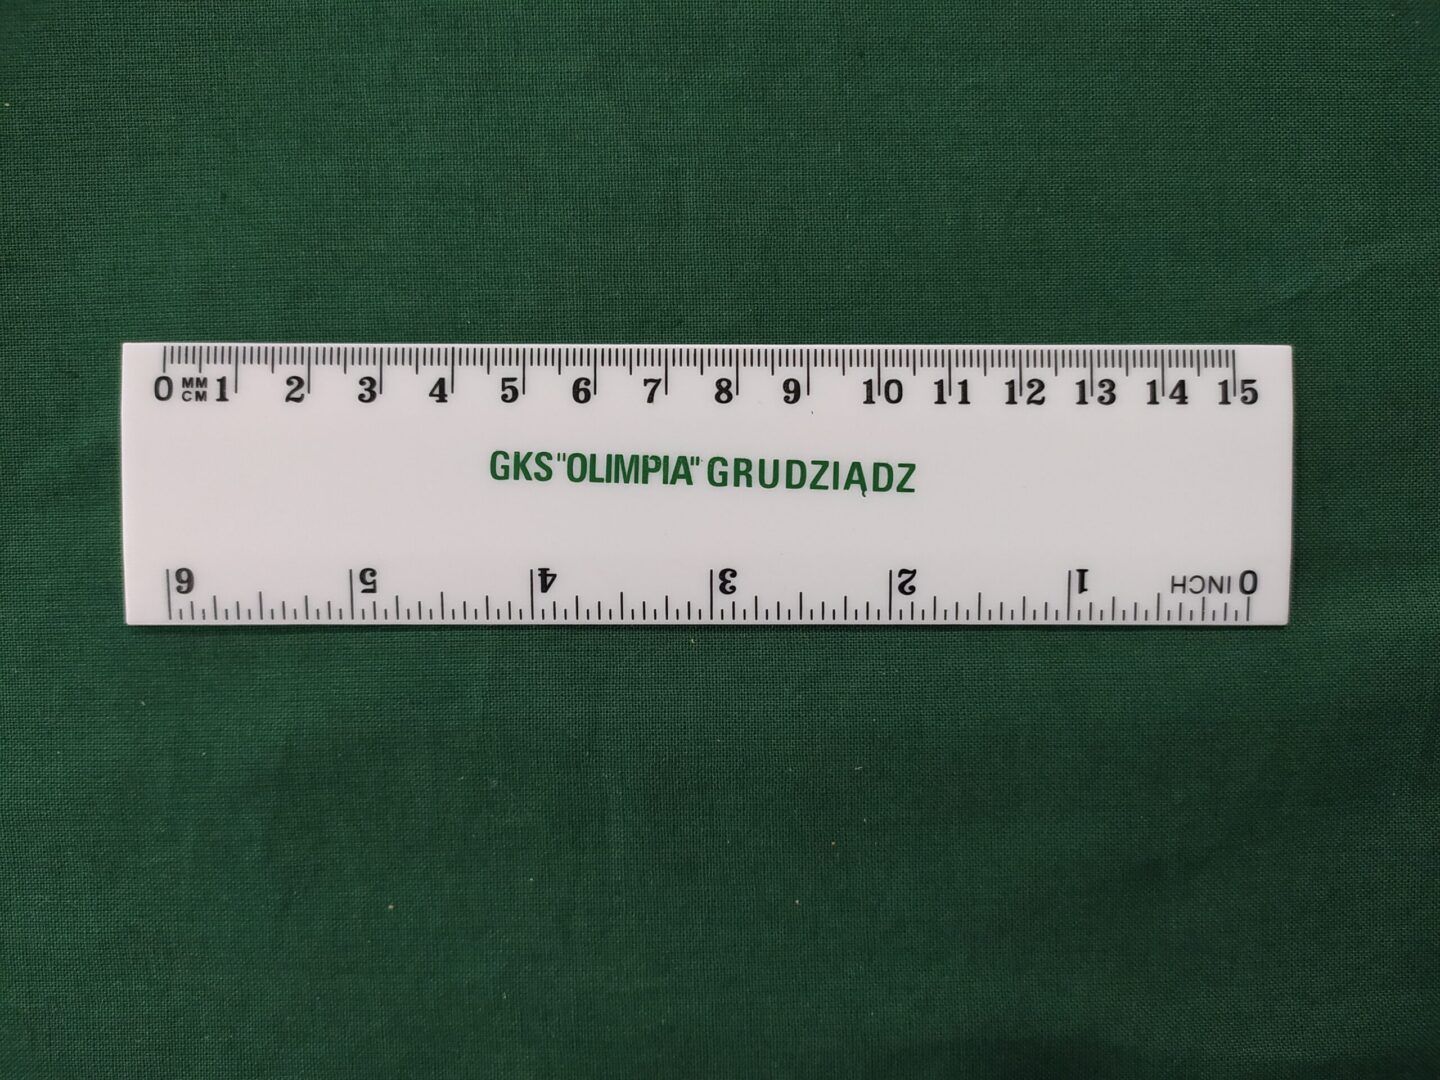 0 MM 1 2 3 4 5 6 7 8 9 10 11 12 13 14 15
CM
GKS "OLIMPIA" GRUDZIĄDZ
0 INCH 1 2 3 4 5 6